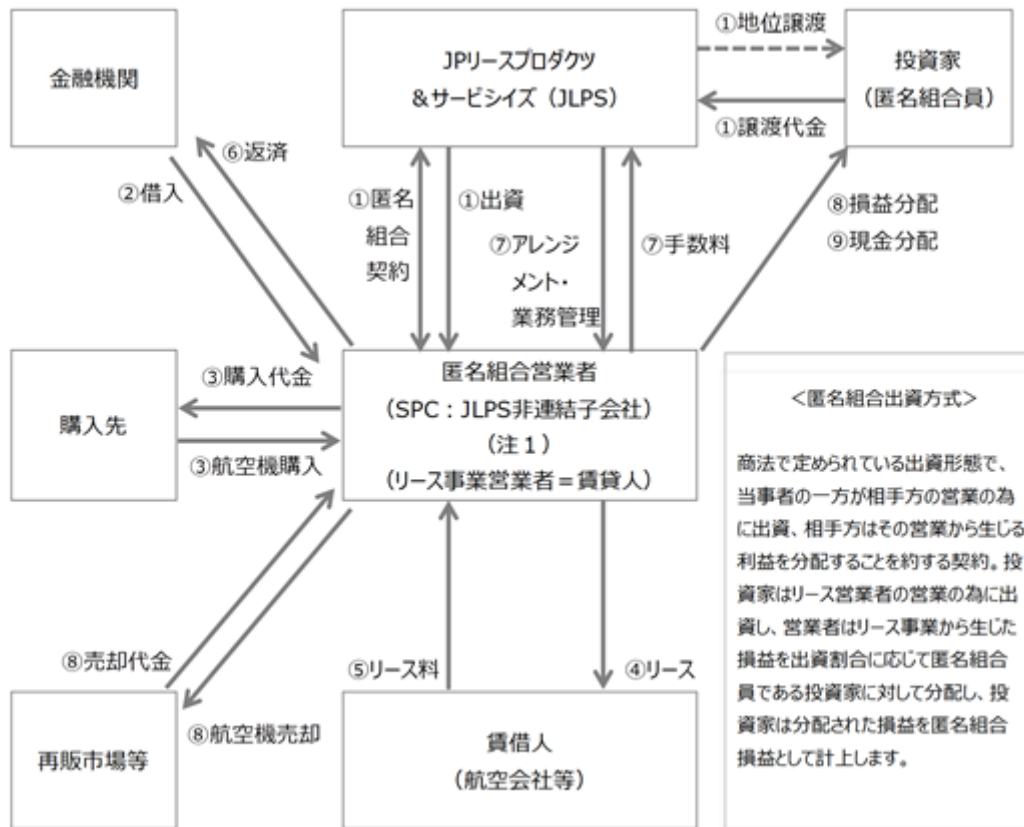 金融機関
JPリースプロダクツ
&サービシイズ（JLPS）
①地位譲渡
投資家
（匿名組合員）
①譲渡代金
⑥返済
②借入
①匿名
組合
契約
①出資
⑦アレンジ
メント・
業務管理
⑦手数料
⑧損益分配
⑨現金分配
購入先
③購入代金
③航空機購入
匿名組合営業者
（SPC：JLPS非連結子会社）
（注１）
（リース事業営業者＝賃貸人）
＜匿名組合出資方式＞
商法で定められている出資形態で、
当事者の一方が相手方の営業の為
に出資、相手方はその営業から生じる
利益を分配することを約する契約。投
資家はリース営業者の営業の為に出
資し、営業者はリース事業から生じた
損益を出資割合に応じて匿名組合
員である投資家に対して分配し、投
資家は分配された損益を匿名組合
損益として計上します。
⑧売却代金
⑧航空機売却
⑤リース料
④リース
再販市場等
賃借人
（航空会社等）